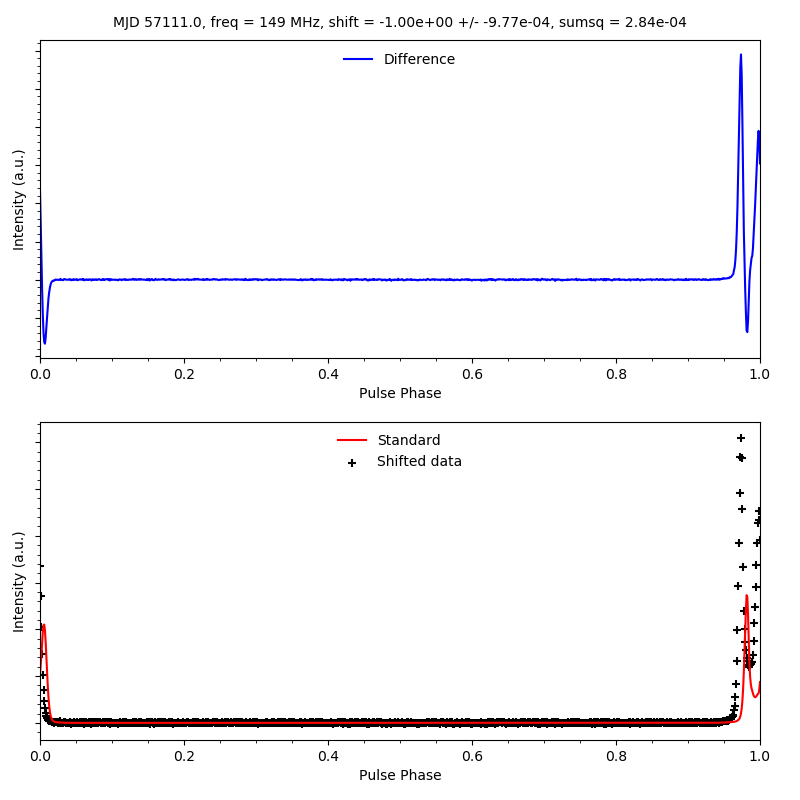 MJD 57111.0, freq = 149 MHz, shift = -1.00e+00 +/- -9.77e-04, sumsq = 2.84e-04
Difference
Intensity (a.u.)
0.0 0.2 0.4 0.6 0.8 1.0
Pulse Phase
Standard
Shifted data
Intensity (a.u.)
0.0 0.2 0.4 0.6 0.8 1.0
Pulse Phase